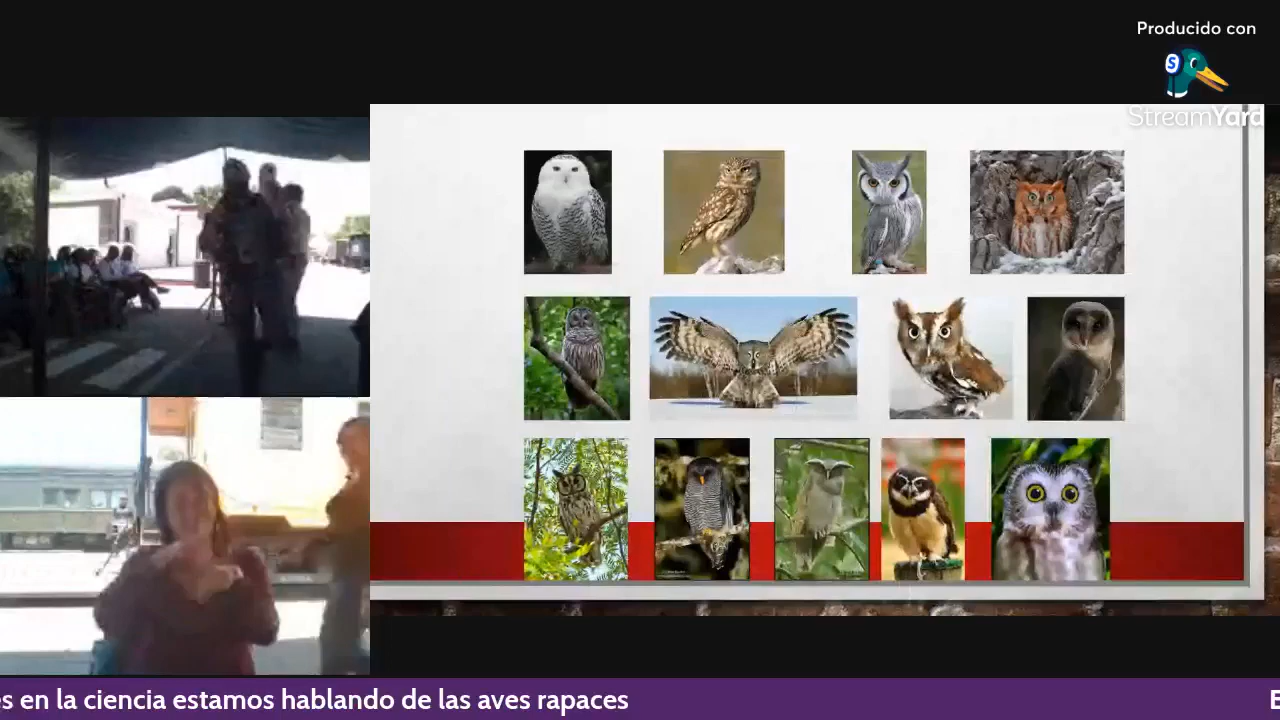 Producido con
StreamYard
s en la ciencia estamos hablando de las aves rapaces